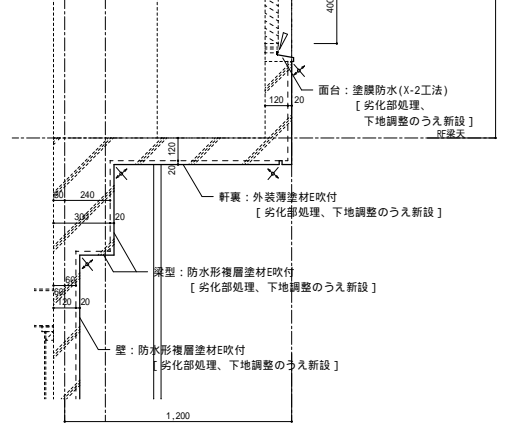 400
120 20
面台：塗膜防水(X-2工法)
[ 劣化部処理、
下地調整のうえ新設 ]
RF梁天
120
20
軒裏：外装薄塗材E吹付
[ 劣化部処理、下地調整のうえ新設 ]
60 240
300 20
梁型：防水形複層塗材E吹付
[ 劣化部処理、下地調整のうえ新設 ]
60
60
120 20
壁：防水形複層塗材E吹付
[ 劣化部処理、下地調整のうえ新設 ]
1,200